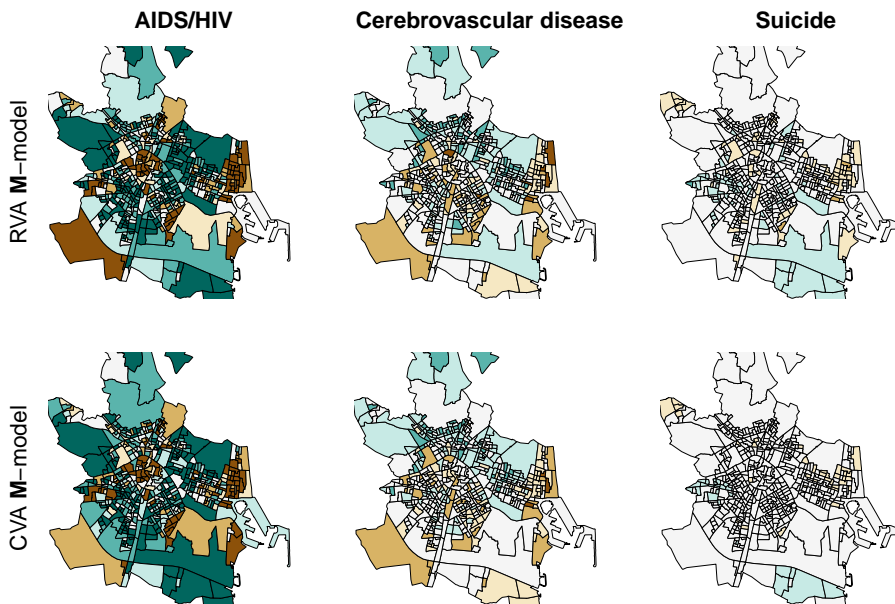 AIDS/HIV
Cerebrovascular disease
Suicide
RVA M−model
CVA M−model